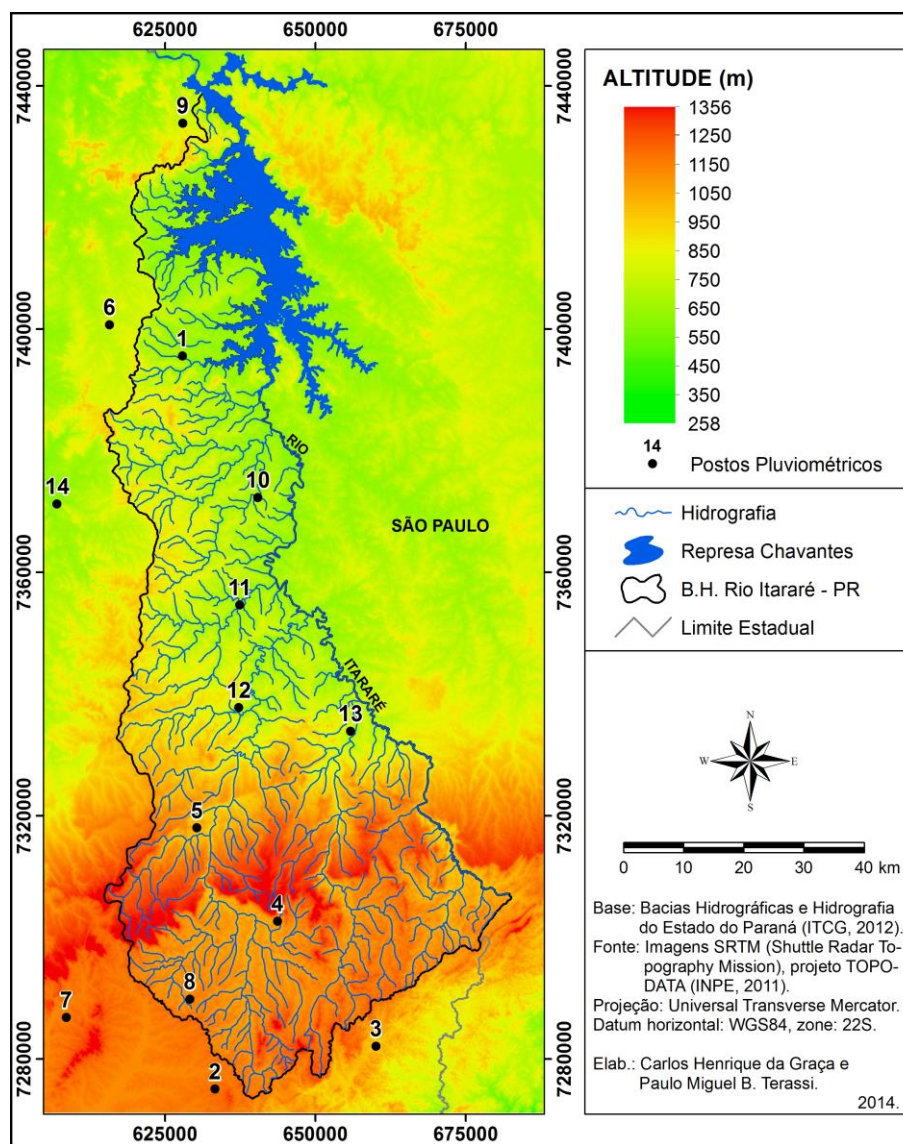 625000 650000 675000
7440000 7440000
9
6
7400000 7400000
1
RIO
14
10
SÃO PAULO
7360000 7360000
11
ITARARÉ
12
13
7320000 7320000
5
4
8
7
3
7280000 7280000
2
625000 650000 675000
ALTITUDE (m)
1356
1250
1150
1050
950
850
750
650
550
450
350
258
14
Postos Pluviométricos
Hidrografia
Represa Chavantes
B.H. Rio Itararé - PR
Limite Estadual
N
W E
S
0 10 20 30 40 km
Base: Bacias Hidrográficas e Hidrografia
do Estado do Paraná (ITCG, 2012).
Fonte: Imagens SRTM (Shuttle Radar To-
pography Mission), projeto TOPO-
DATA (INPE, 2011).
Projeção: Universal Transverse Mercator.
Datum horizontal: WGS84, zone: 22S.
Elab.: Carlos Henrique da Graça e
Paulo Miguel B. Terassi.
2014.